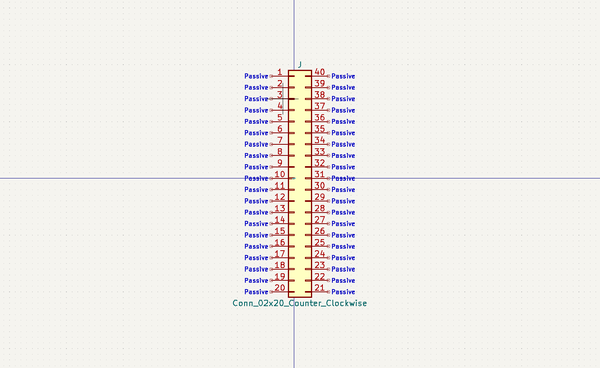 J
Passive 1 40 Passive
Passive 2 39 Passive
Passive 3 38 Passive
Passive 4 37 Passive
Passive 5 36 Passive
Passive 6 35 Passive
Passive 7 34 Passive
Passive 8 33 Passive
Passive 9 32 Passive
Passive 10 31 Passive
Passive 11 30 Passive
Passive 12 29 Passive
Passive 13 28 Passive
Passive 14 27 Passive
Passive 15 26 Passive
Passive 16 25 Passive
Passive 17 24 Passive
Passive 18 23 Passive
Passive 19 22 Passive
Passive 20 21 Passive
Conn_02x20_Counter_Clockwise